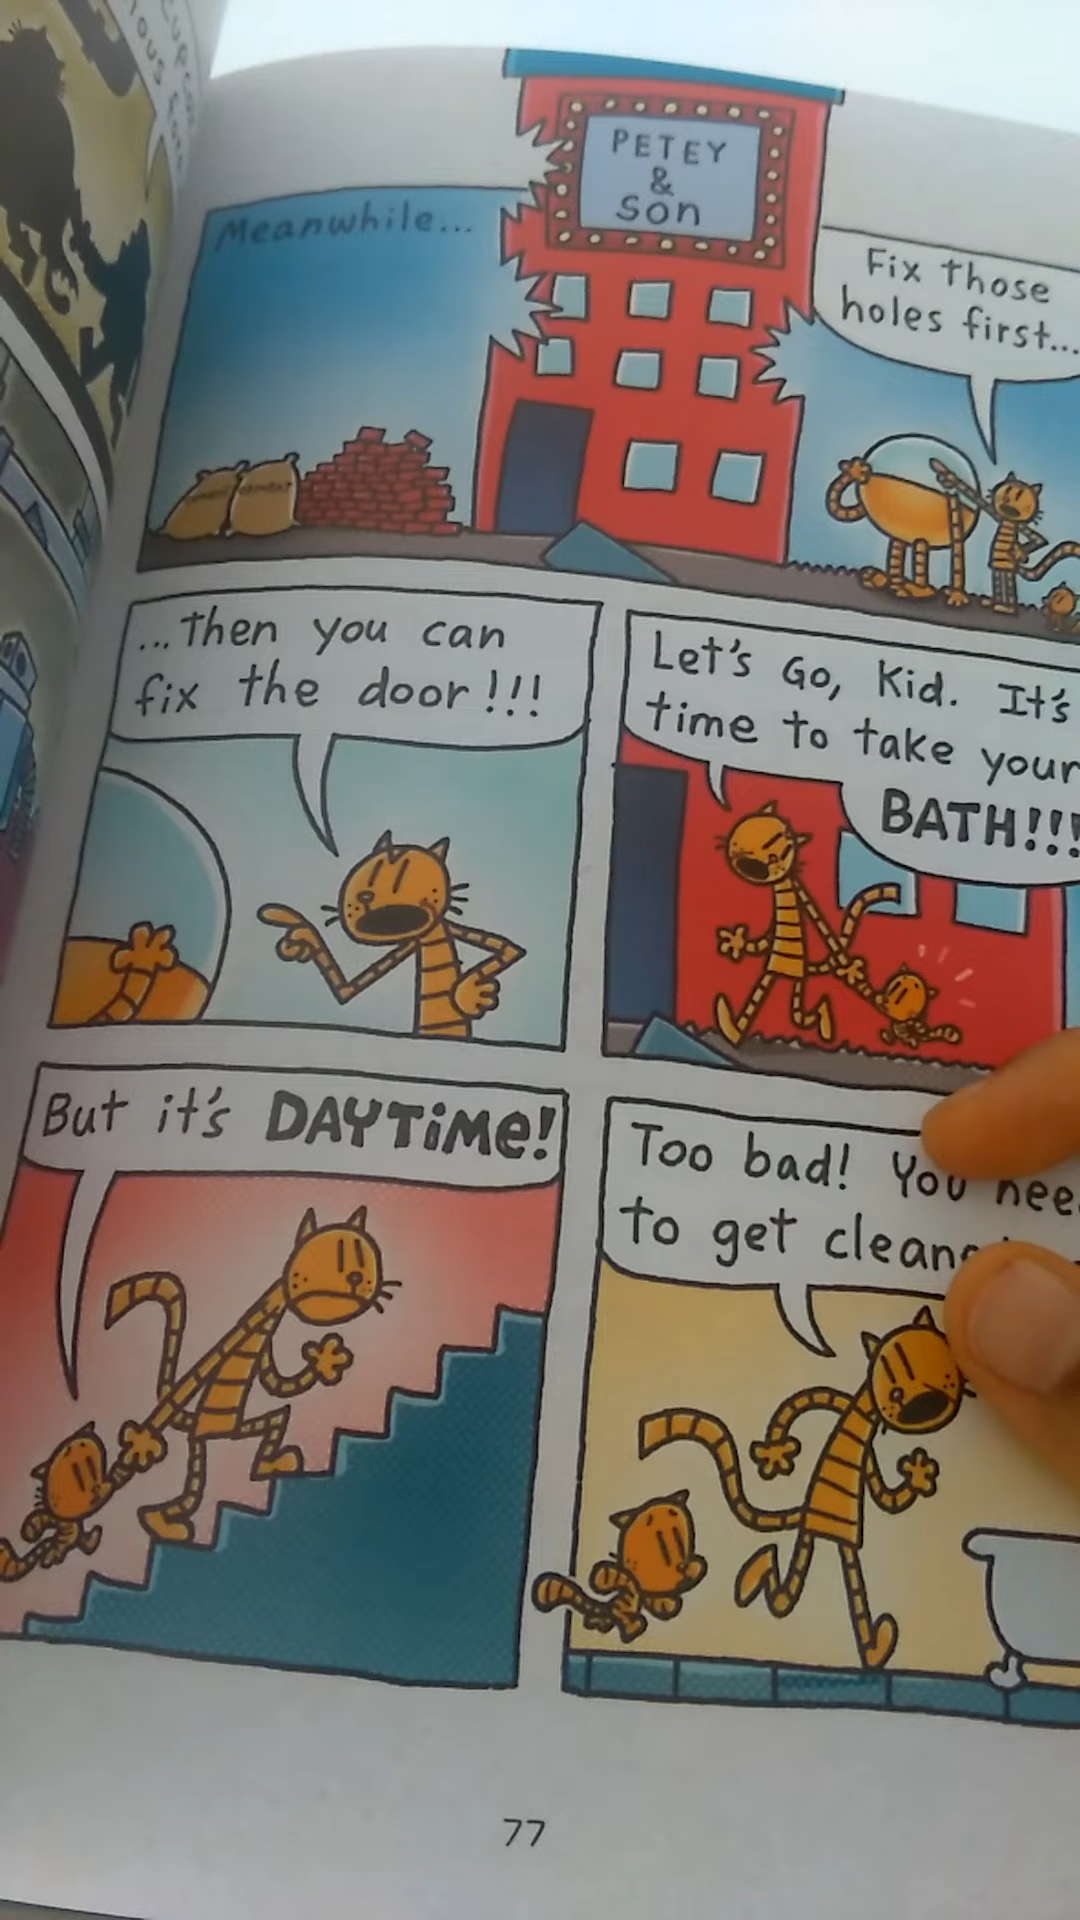 PETEY
&
Son
Meanwhile...
Fix those
holes first...
...then you can
fix the door!!!
Let's Go, Kid. It's
time to take your
BATH!!!
But it's DAYTiMe!
Too bad! You
to get
77